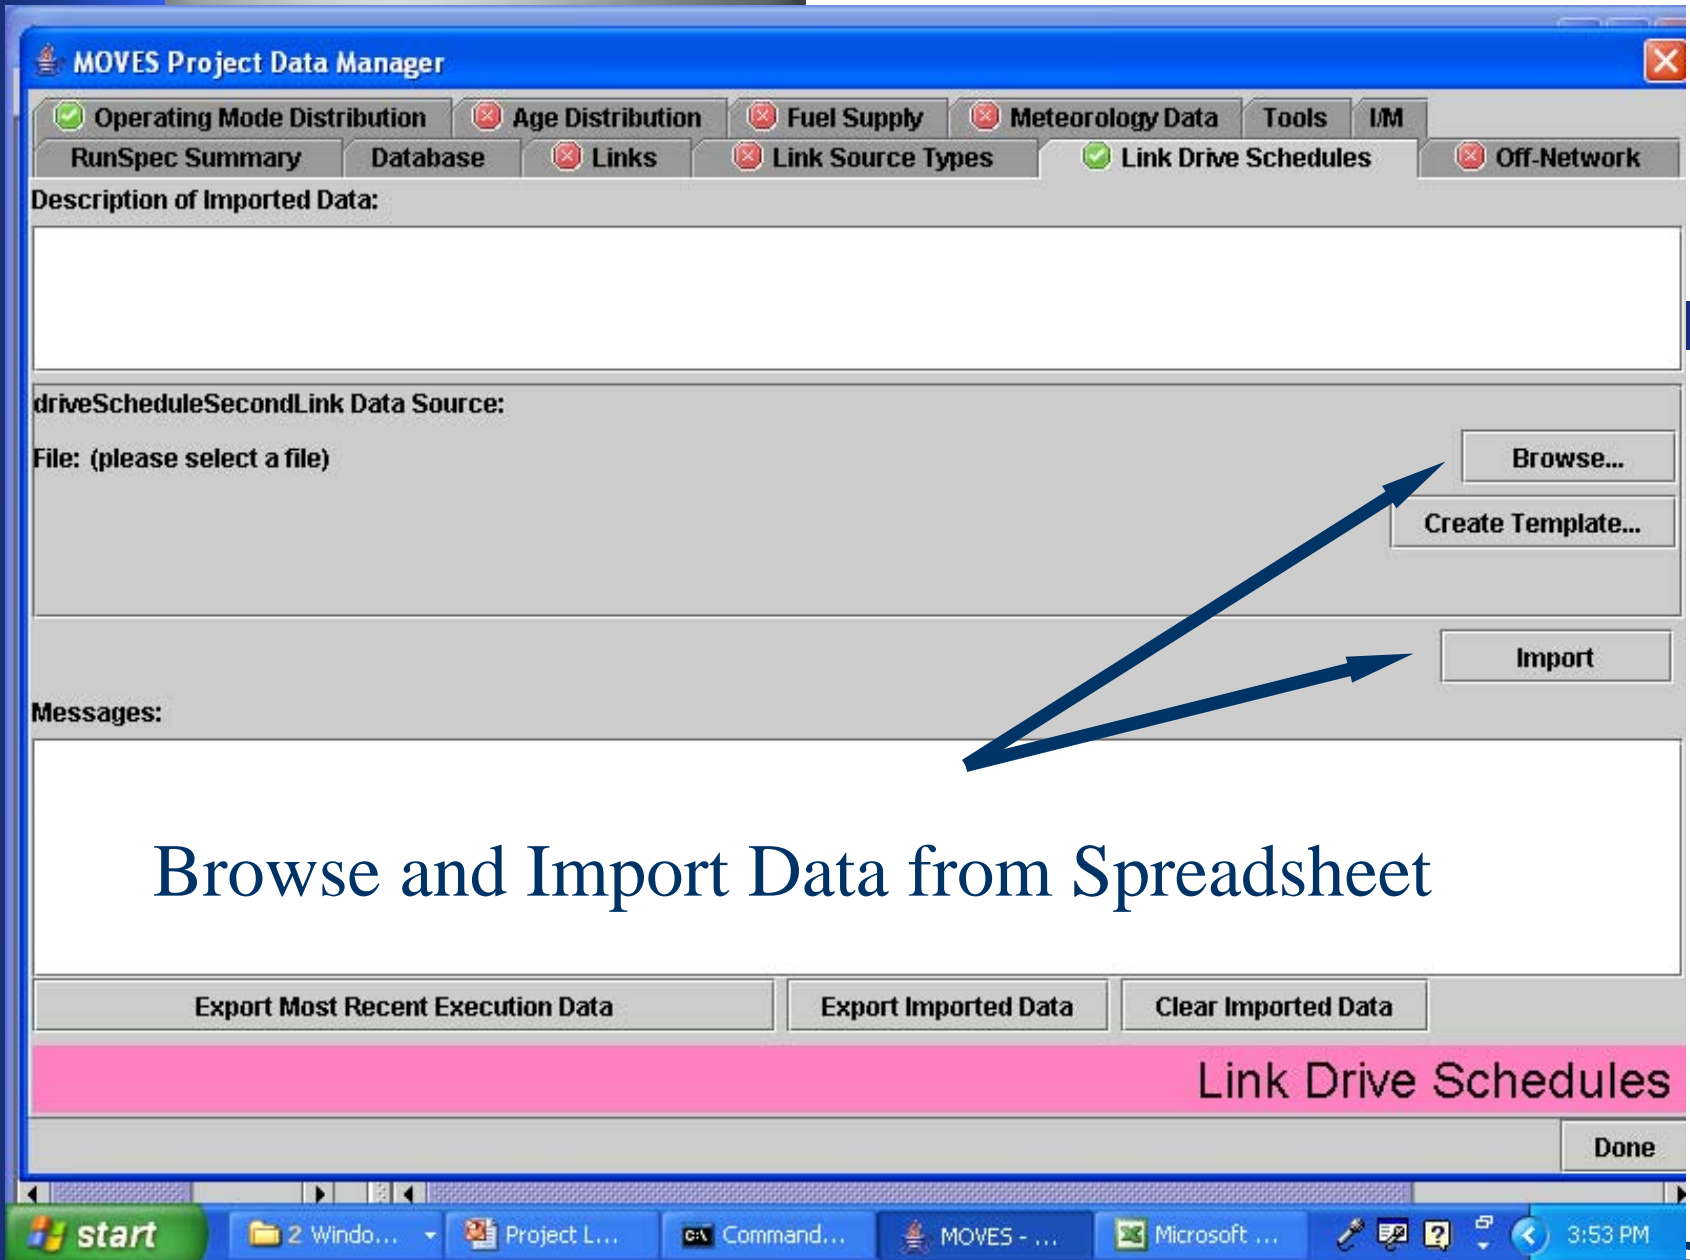 MOVES Project Data Manager
Operating Mode Distribution Age Distribution Fuel Supply Meteorology Data Tools I/M
RunSpec Summary Database Links Link Source Types Link Drive Schedules Off-Network
Description of Imported Data:
driveScheduleSecondLink Data Source:
File: (please select a file)
Browse...
Create Template...
Import
Messages:
Browse and Import Data from Spreadsheet
Export Most Recent Execution Data Export Imported Data Clear Imported Data
Link Drive Schedules
Done
start 2 Windo... Project L... Command... MOVES - ... Microsoft ... 3:53 PM